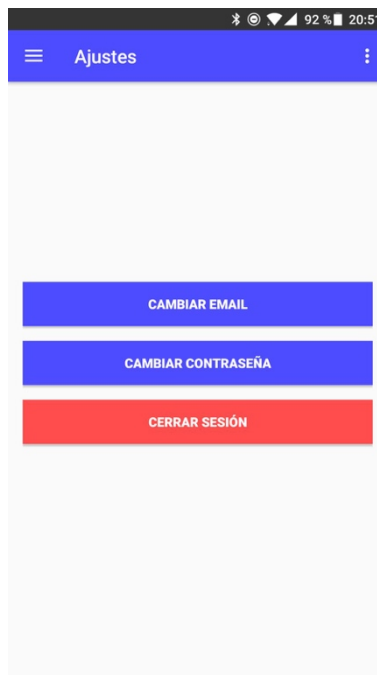 92 % 20:51
Ajustes
CAMBIAR EMAIL
CAMBIAR CONTRASEÑA
CERRAR SESIÓN